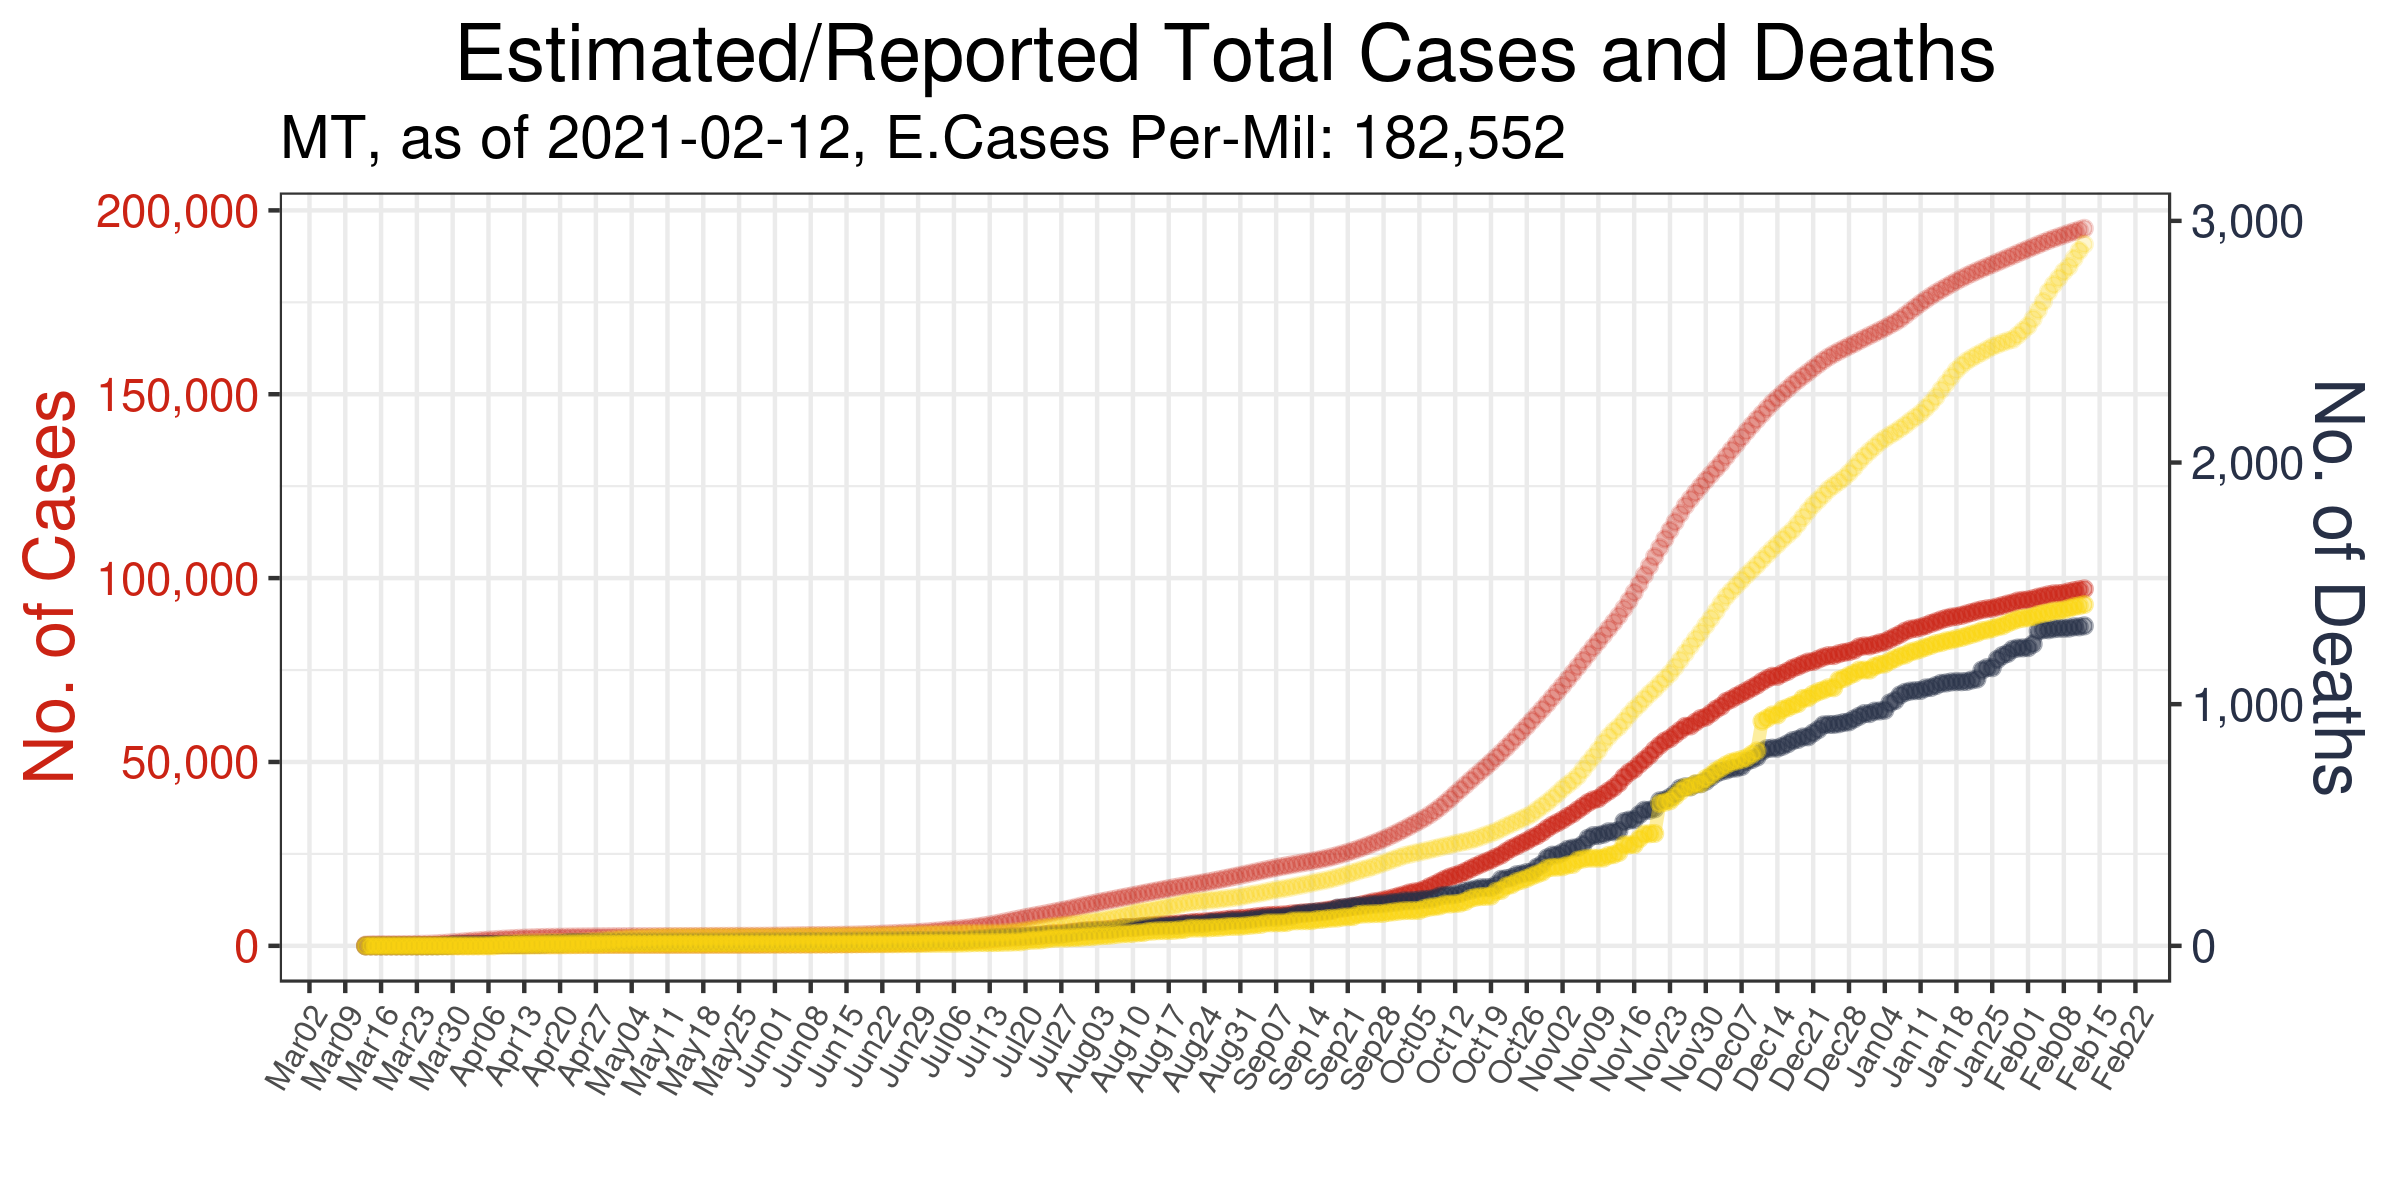 Estimated/Reported Total Cases and Deaths
MT, as of 2021-02-12, E.Cases Per-Mil: 182,552
No. of Cases
200,000
150,000
100,000
50,000
0
3,000
2,000
1,000
0
No. of Deaths
Mar02
Mar09
Mar16
Mar23
Mar30
Apr06
Apr13
Apr20
Apr27
May04
May11
May18
May25
Jun01
Jun08
Jun15
Jun22
Jun29
Jul06
Jul13
Jul20
Jul27
Aug03
Aug10
Aug17
Aug24
Aug31
Sep07
Sep14
Sep21
Sep28
Oct05
Oct12
Oct19
Oct26
Nov02
Nov09
Nov16
Nov23
Nov30
Dec07
Dec14
Dec21
Dec28
Jan04
Jan11
Jan18
Jan25
Feb01
Feb08
Feb15
Feb22